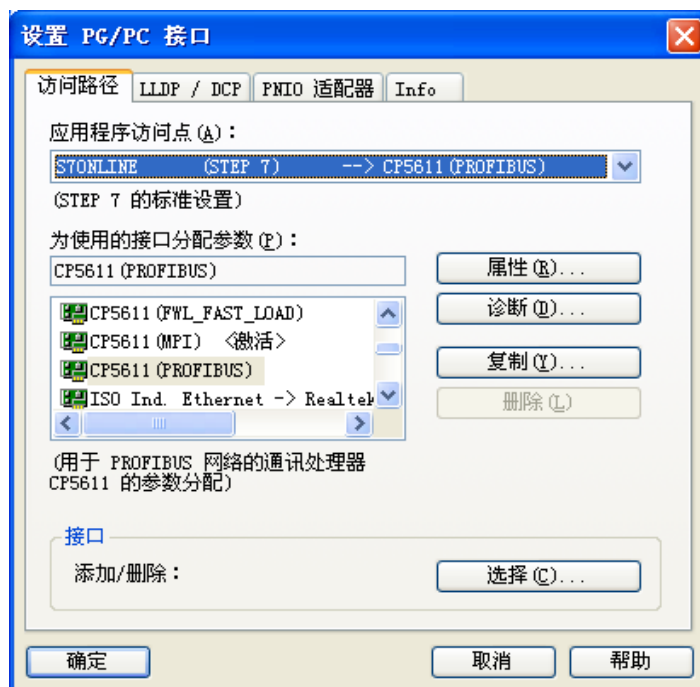 设置 PG/PC 接口
访问路径 LLDP / DCP PNIO 适配器 Info
应用程序访问点(A):
S7ONLINE (STEP 7) --> CP5611(PROFIBUS)
(STEP 7 的标准设置)
为使用的接口分配参数(P):
CP5611(PROFIBUS)
属性(R)...
CP5611(FWL_FAST_LOAD)
诊断(D)...
CP5611(MPI) <激活>
CP5611(PROFIBUS)
复制(Y)...
ISO Ind. Ethernet -> Realtek
删除(L)
(用于 PROFIBUS 网络的通讯处理器
CP5611 的参数分配)
接口
添加/删除:
选择(C)...
确定 取消 帮助